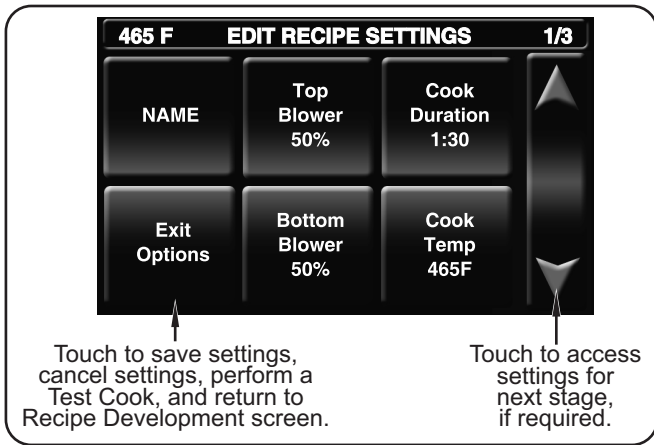 465 F EDIT RECIPE SETTINGS 1/3
NAME
Top
Blower
50%
Cook
Duration
1:30
Exit
Options
Bottom
Blower
50%
Cook
Temp
465F
Touch to save settings,
cancel settings, perform a
Test Cook, and return to
Recipe Development screen.
Touch to access
settings for
next stage,
if required.